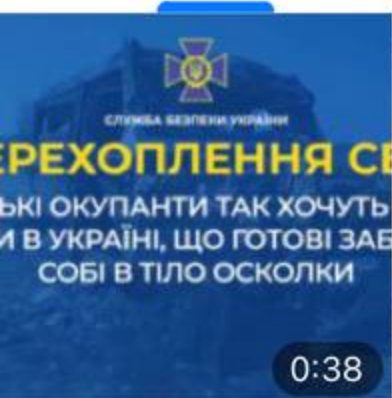 СЛУЖБА БЕЗПЕКИ УКРАЇНИ
ЕРЕХОПЛЕННЯ СБ
ЬКІ ОКУПАНТИ ТАК ХОЧУТЬ
И В УКРАЇНІ, ЩО ГОТОВІ ЗАБ
СОБІ В ТІЛО ОСКОЛКИ
0:38